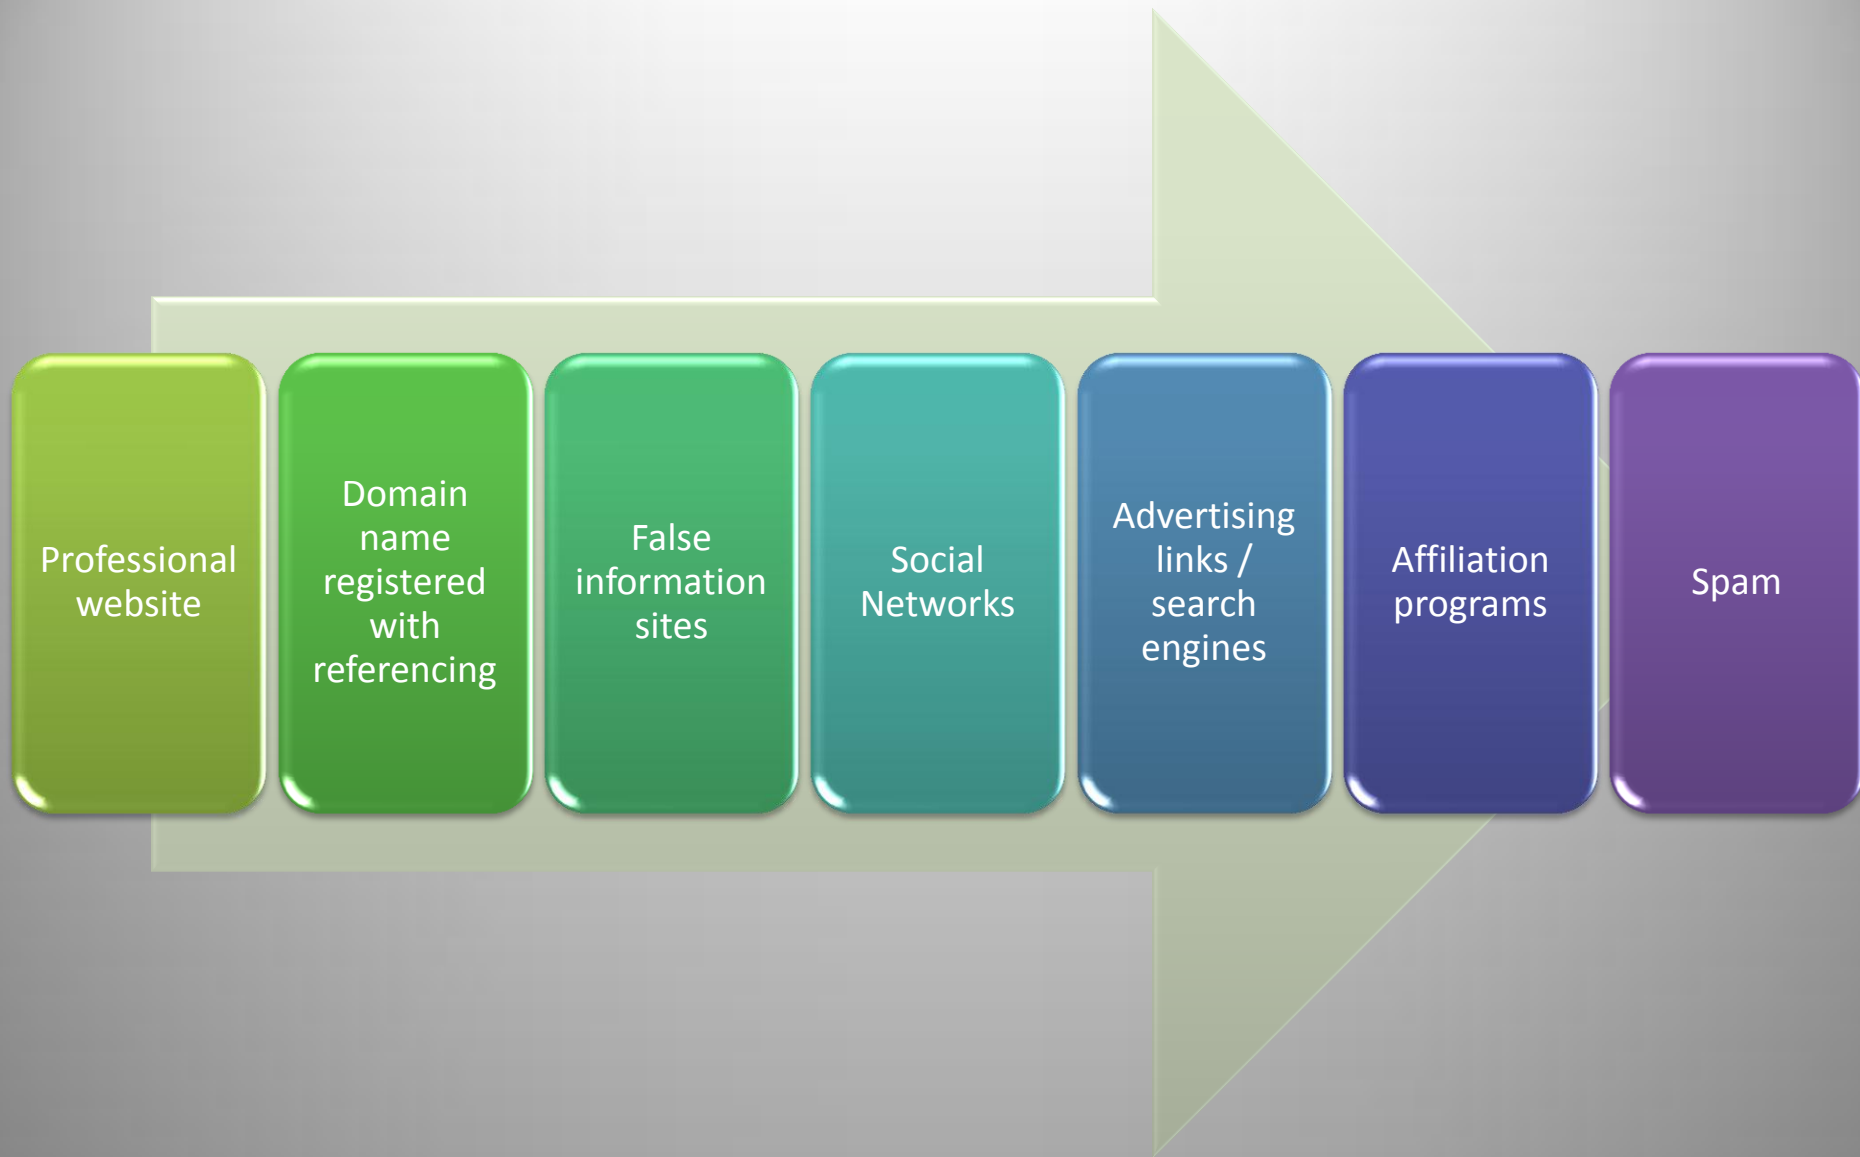 Professional
website
Domain
name
registered
with
referencing
False
information
sites
Social
Networks
Advertising
links /
search
engines
Affiliation
programs
Spam